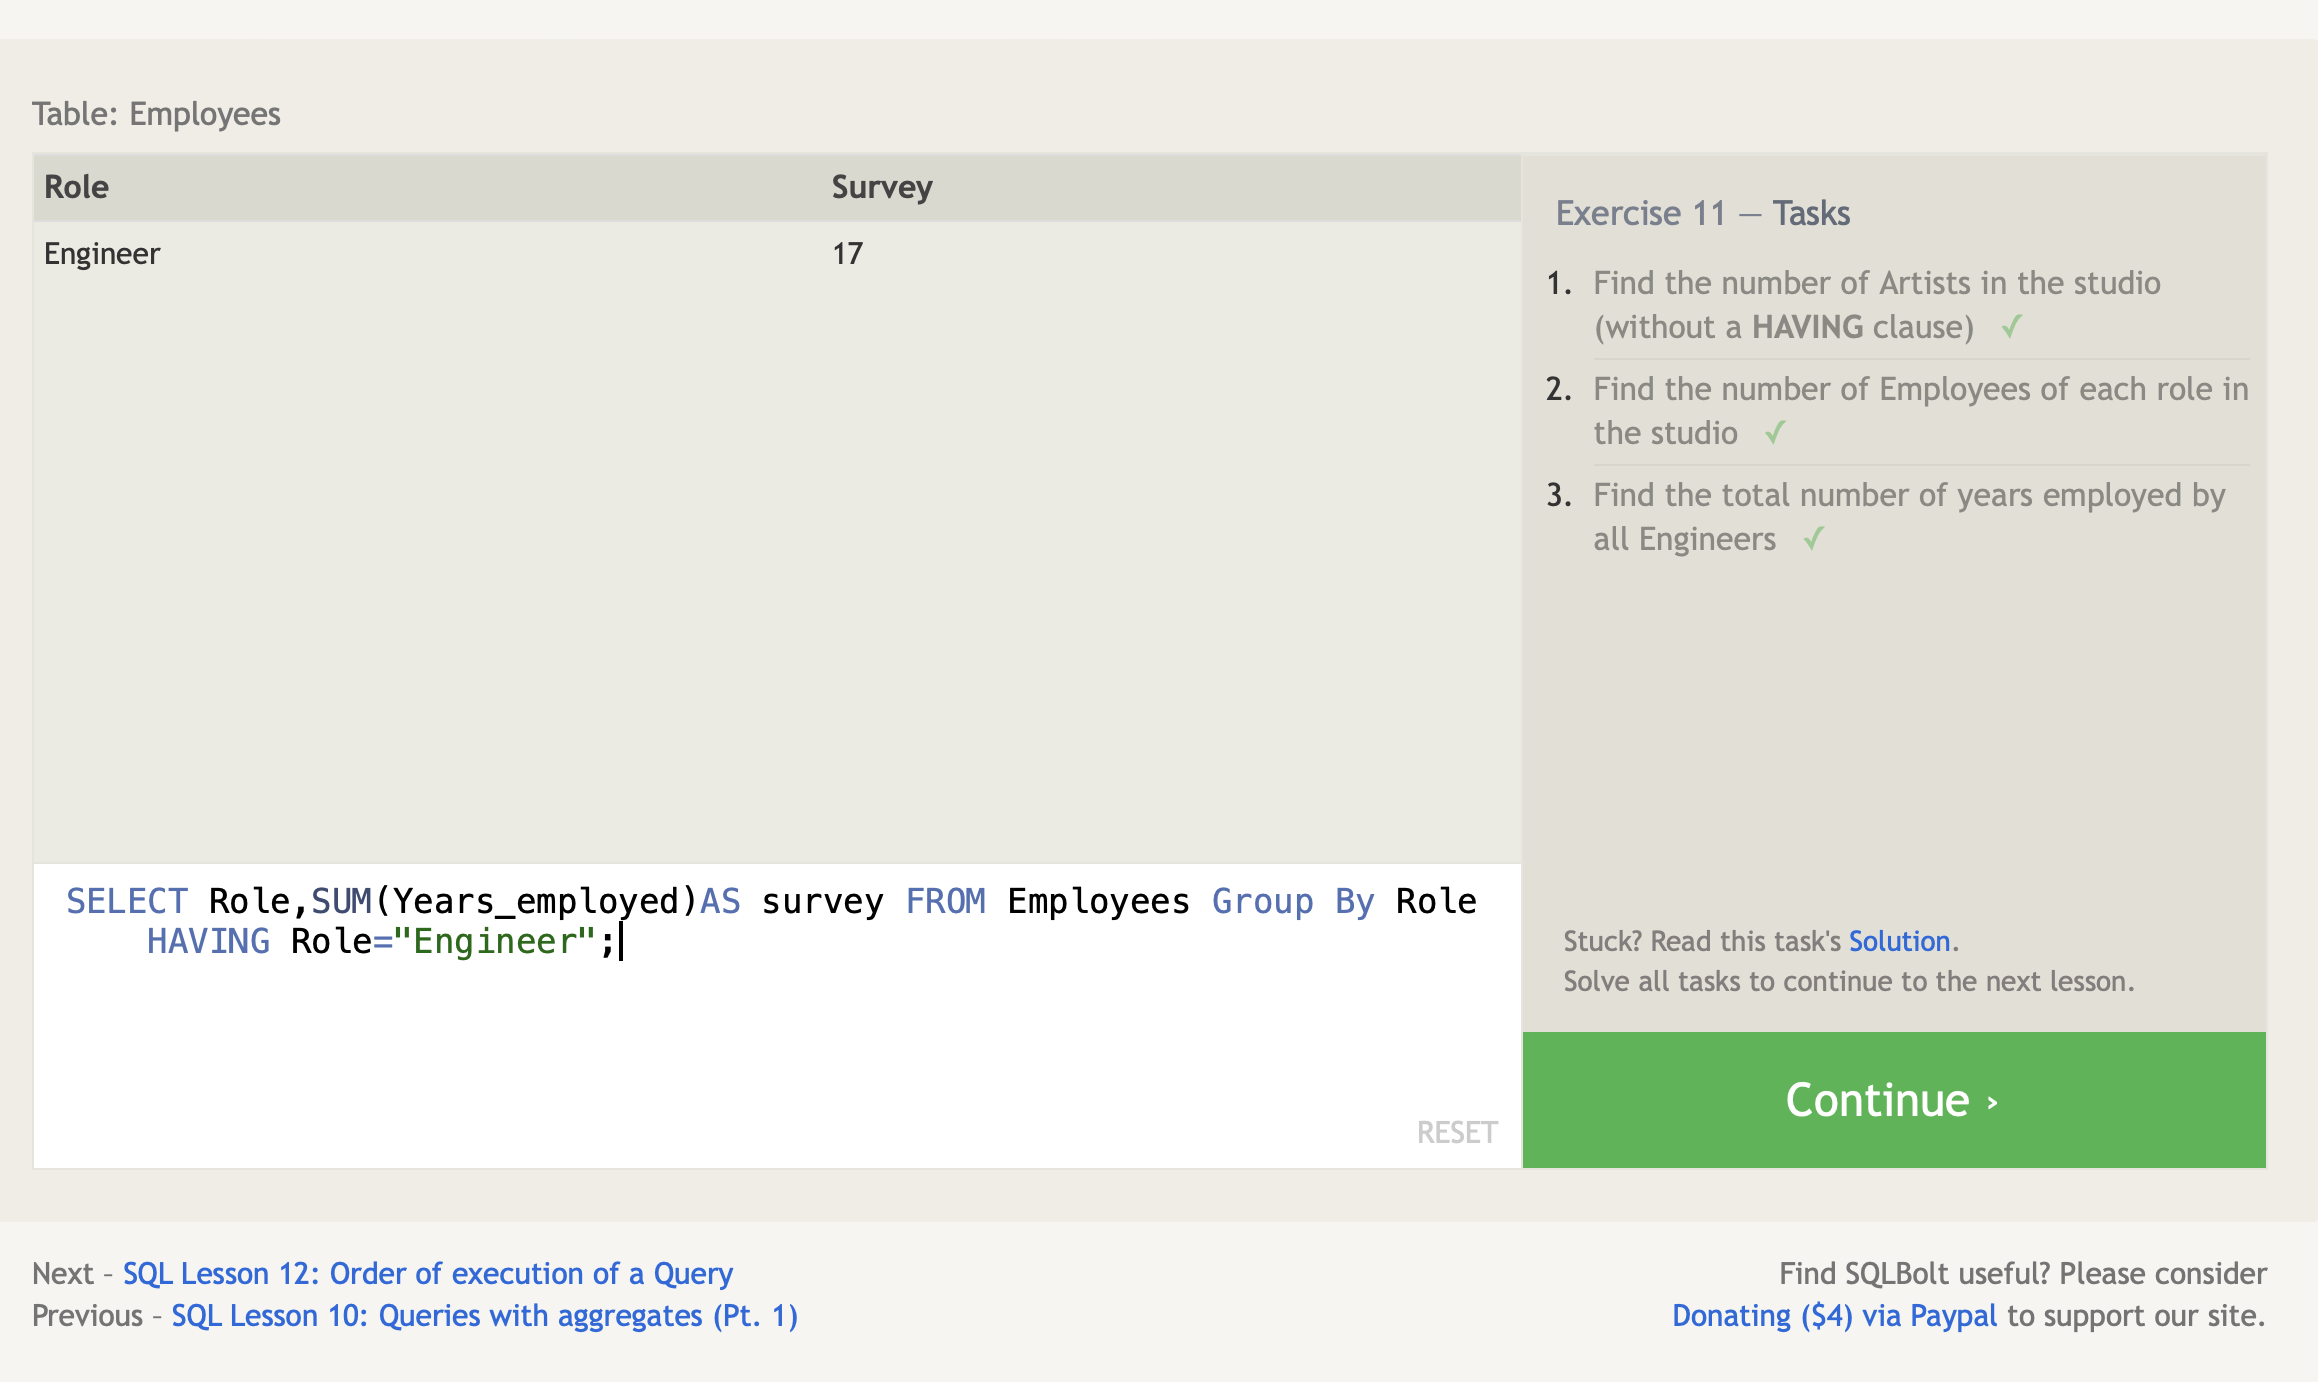 Table: Employees
Role Survey
Engineer 17
SELECT Role,SUM(Years_employed)AS survey FROM Employees Group By Role
HAVING Role="Engineer";
RESET
Exercise 11 — Tasks
1. Find the number of Artists in the studio
(without a HAVING clause) ✓
2. Find the number of Employees of each role in
the studio ✓
3. Find the total number of years employed by
all Engineers ✓
Stuck? Read this task's Solution.
Solve all tasks to continue to the next lesson.
Continue ›
Next – SQL Lesson 12: Order of execution of a Query
Previous – SQL Lesson 10: Queries with aggregates (Pt. 1)
Find SQLBolt useful? Please consider
Donating ($4) via Paypal to support our site.